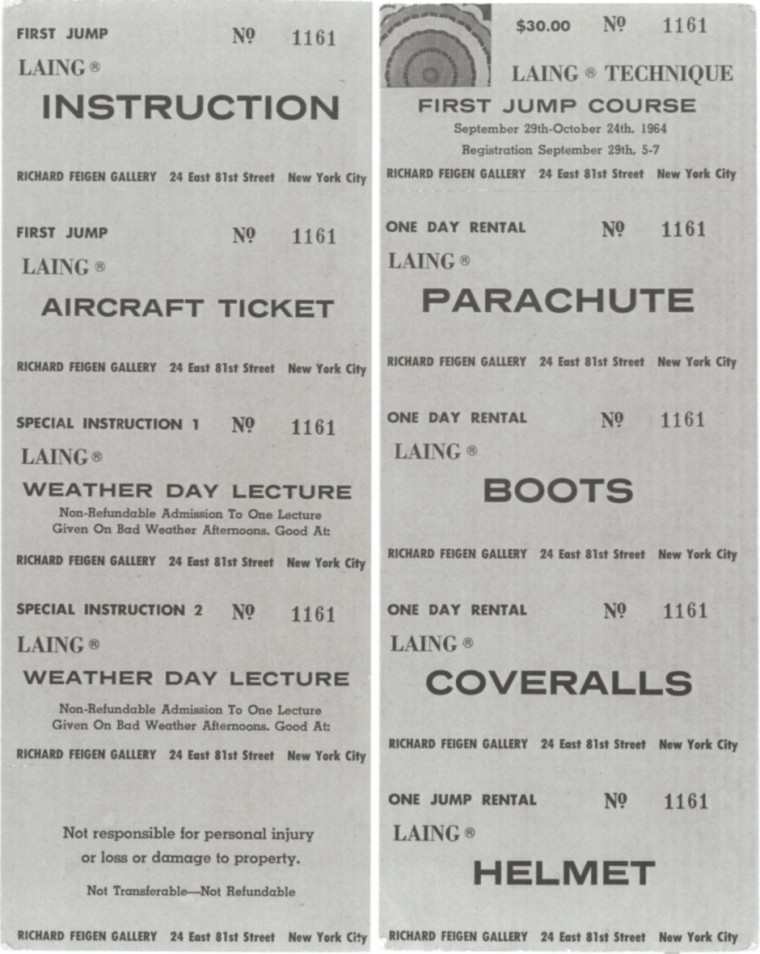 FIRST JUMP Nº 1161
LAING ®
INSTRUCTION
RICHARD FEIGEN GALLERY 24 East 81st Street New York City
FIRST JUMP Nº 1161
LAING ®
AIRCRAFT TICKET
RICHARD FEIGEN GALLERY 24 East 81st Street New York City
SPECIAL INSTRUCTION 1 Nº 1161
LAING ®
WEATHER DAY LECTURE
Non-Refundable Admission To One Lecture
Given On Bad Weather Afternoons. Good At:
RICHARD FEIGEN GALLERY 24 East 81st Street New York City
SPECIAL INSTRUCTION 2 Nº 1161
LAING ®
WEATHER DAY LECTURE
Non-Refundable Admission To One Lecture
Given On Bad Weather Afternoons. Good At:
RICHARD FEIGEN GALLERY 24 East 81st Street New York City
Not responsible for personal injury
or loss or damage to property.
Not Transferable—Not Refundable
RICHARD FEIGEN GALLERY 24 East 81st Street New York City
$30.00 Nº 1161
LAING ® TECHNIQUE
FIRST JUMP COURSE
September 29th-October 24th, 1964
Registration September 29th, 5-7
RICHARD FEIGEN GALLERY 24 East 81st Street New York City
ONE DAY RENTAL Nº 1161
LAING ®
PARACHUTE
RICHARD FEIGEN GALLERY 24 East 81st Street New York City
ONE DAY RENTAL Nº 1161
LAING ®
BOOTS
RICHARD FEIGEN GALLERY 24 East 81st Street New York City
ONE DAY RENTAL Nº 1161
LAING ®
COVERALLS
RICHARD FEIGEN GALLERY 24 East 81st Street New York City
ONE JUMP RENTAL Nº 1161
LAING ®
HELMET
RICHARD FEIGEN GALLERY 24 East 81st Street New York City